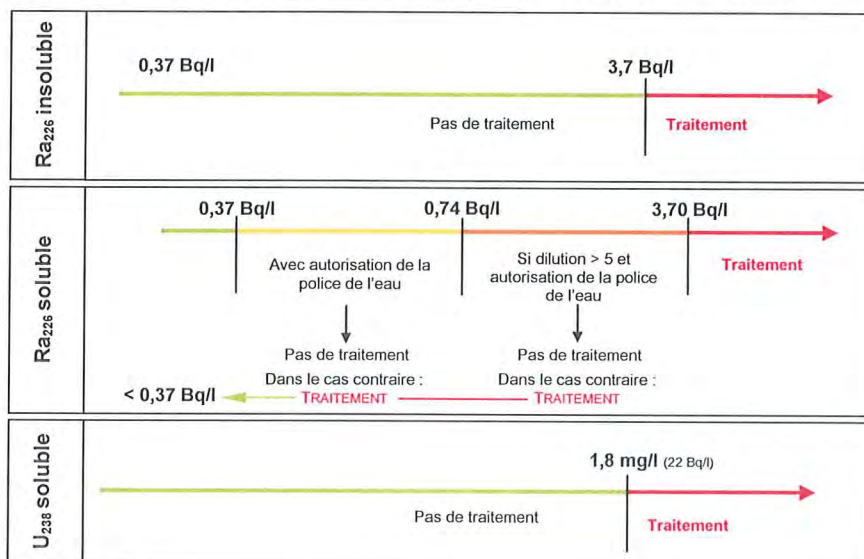 Ra226 insoluble
0,37 Bq/l
3,7 Bq/l
Pas de traitement
Traitement
Ra226 soluble
0,37 Bq/l
0,74 Bq/l
3,70 Bq/l
Avec autorisation de la
police de l'eau
Si dilution > 5 et
autorisation de la police
de l'eau
Traitement
Pas de traitement
Pas de traitement
Dans le cas contraire :
Dans le cas contraire :
< 0,37 Bq/l
TRAITEMENT
TRAITEMENT
U238 soluble
1,8 mg/l (22 Bq/l)
Pas de traitement
Traitement